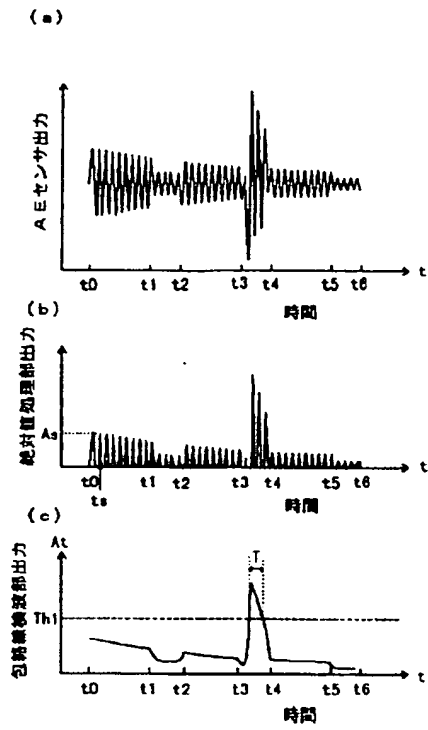 (a)
AEセンサ出力
t0 t1 t2 t3 t4 t5 t6 t
時間
(b)
絶対値処理部出力
As
t0 t1 t2 t3 t4 t5 t6 t
ts
時間
(c)
At
包絡線検波部出力
T
Th1
t0 t1 t2 t3 t4 t5 t6 t
時間